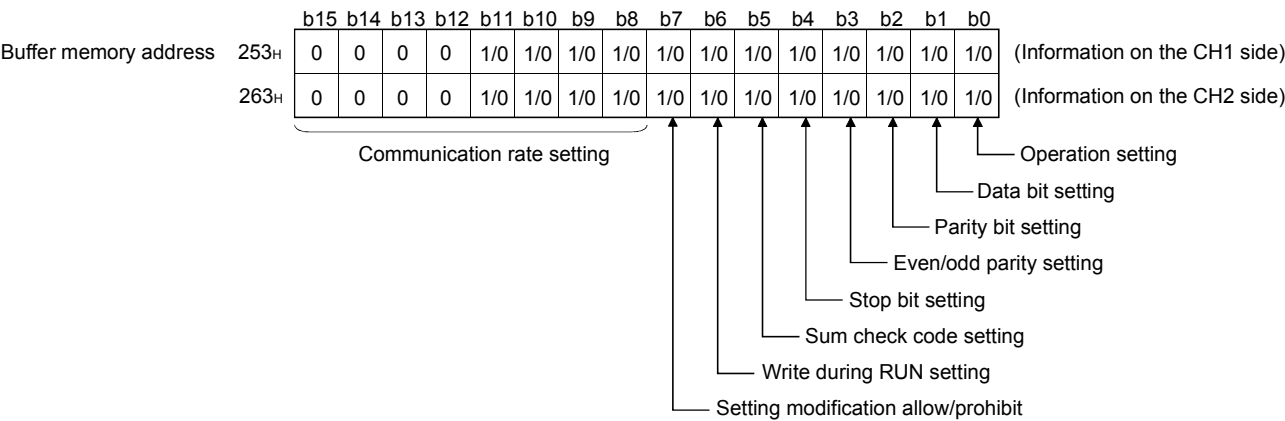 b15 b14 b13 b12 b11 b10 b9 b8 b7 b6 b5 b4 b3 b2 b1 b0
Buffer memory address 253H 0 0 0 0 1/0 1/0 1/0 1/0 1/0 1/0 1/0 1/0 1/0 1/0 1/0 1/0 (Information on the CH1 side)
263H 0 0 0 0 1/0 1/0 1/0 1/0 1/0 1/0 1/0 1/0 1/0 1/0 1/0 1/0 (Information on the CH2 side)
Communication rate setting
Operation setting
Data bit setting
Parity bit setting
Even/odd parity setting
Stop bit setting
Sum check code setting
Write during RUN setting
Setting modification allow/prohibit